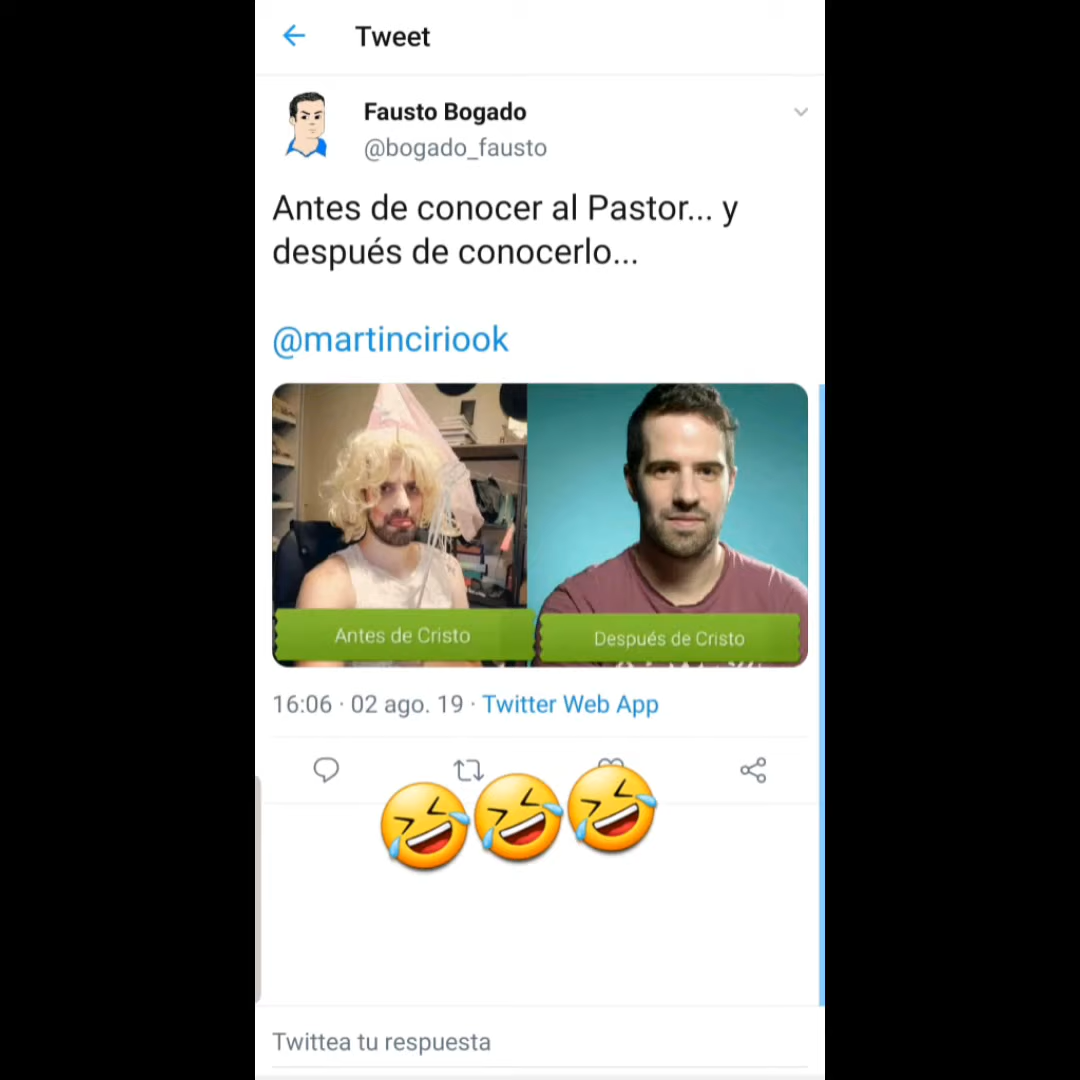 Tweet
Fausto Bogado
@bogado_fausto
Antes de conocer al Pastor... y
después de conocerlo...
@martinciriook
Antes de Cristo
Después de Cristo
16:06 · 02 ago. 19 · Twitter Web App
Twittea tu respuesta